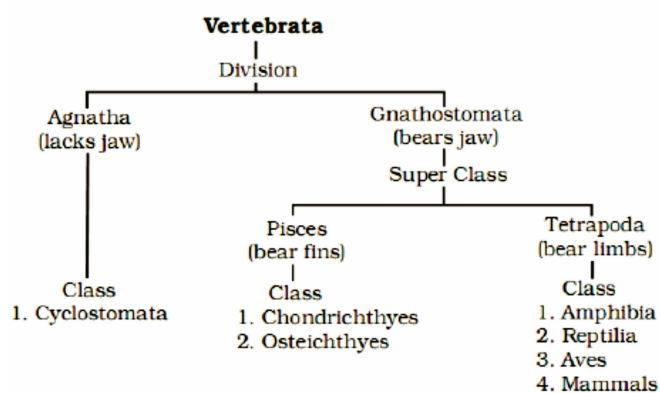 Vertebrata
Division
Agnatha
(lacks jaw)
Gnathostomata
(bears jaw)
Super Class
Pisces
(bear fins)
Tetrapoda
(bear limbs)
Class
1. Cyclostomata
Class
1. Chondrichthyes
2. Osteichthyes
Class
1. Amphibia
2. Reptilia
3. Aves
4. Mammals